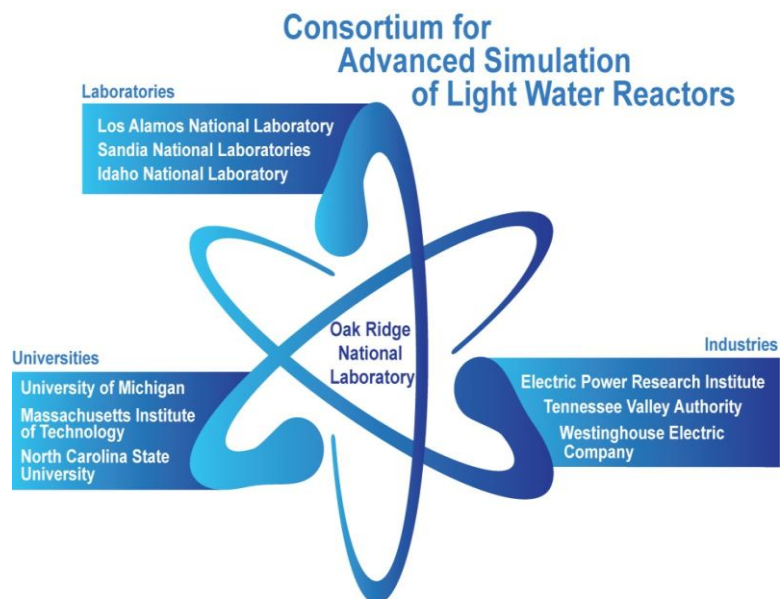 Consortium for
Advanced Simulation
of Light Water Reactors
Laboratories
Los Alamos National Laboratory
Sandia National Laboratories
Idaho National Laboratory
Oak Ridge
National
Laboratory
Universities
University of Michigan
Massachusetts Institute
of Technology
North Carolina State
University
Industries
Electric Power Research Institute
Tennessee Valley Authority
Westinghouse Electric
Company